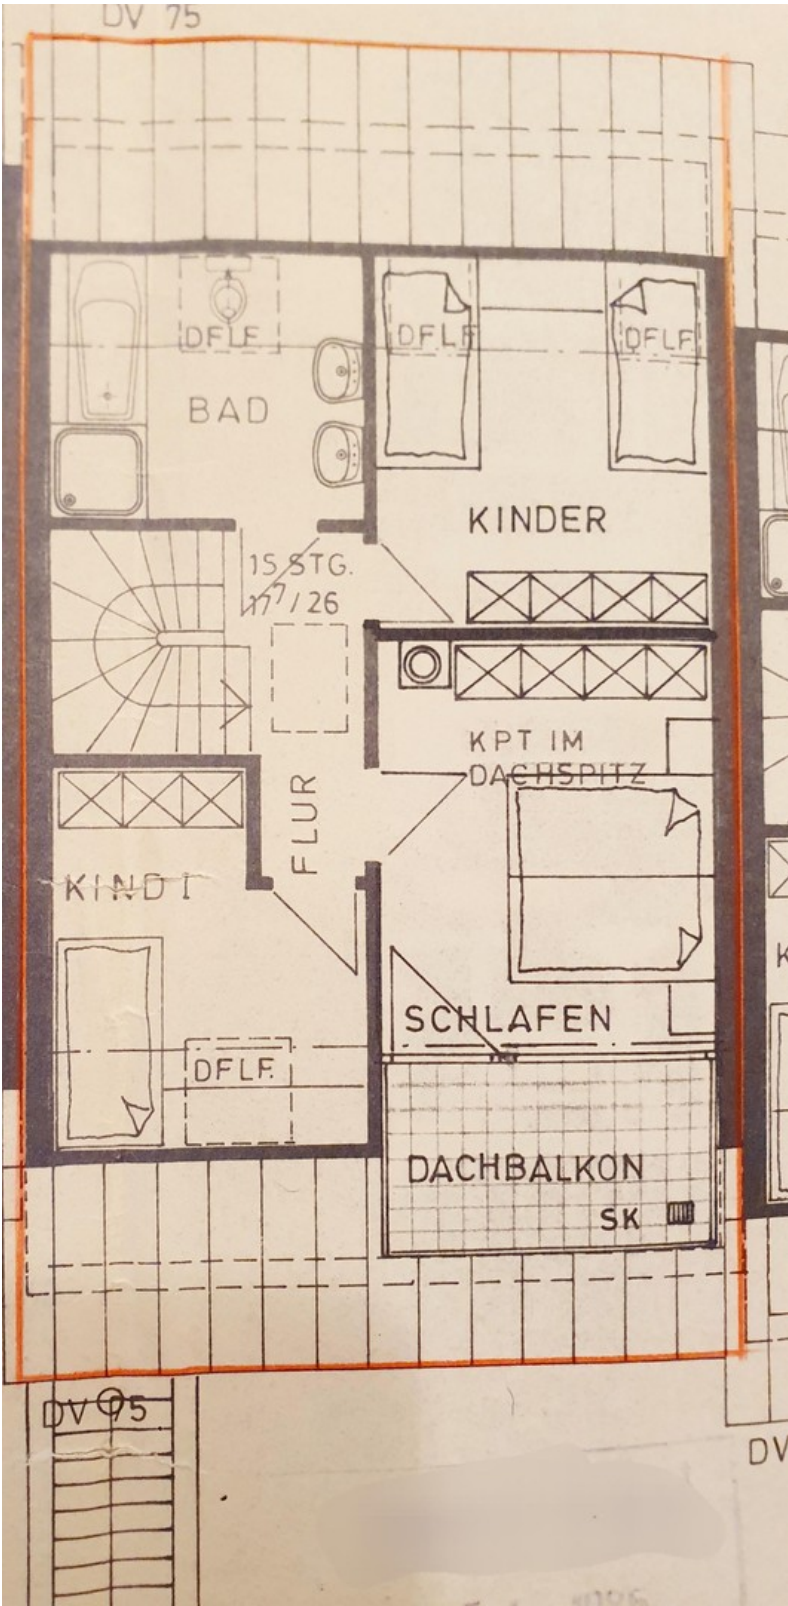 DV 75
DFLF
DFLF
DFLF
BAD
KINDER
15 STG.
17⁷/26
KPT IM
DACHSPITZ
FLUR
KIND I
SCHLAFEN
DFLF.
DACHBALKON
SK
DV 75
DV